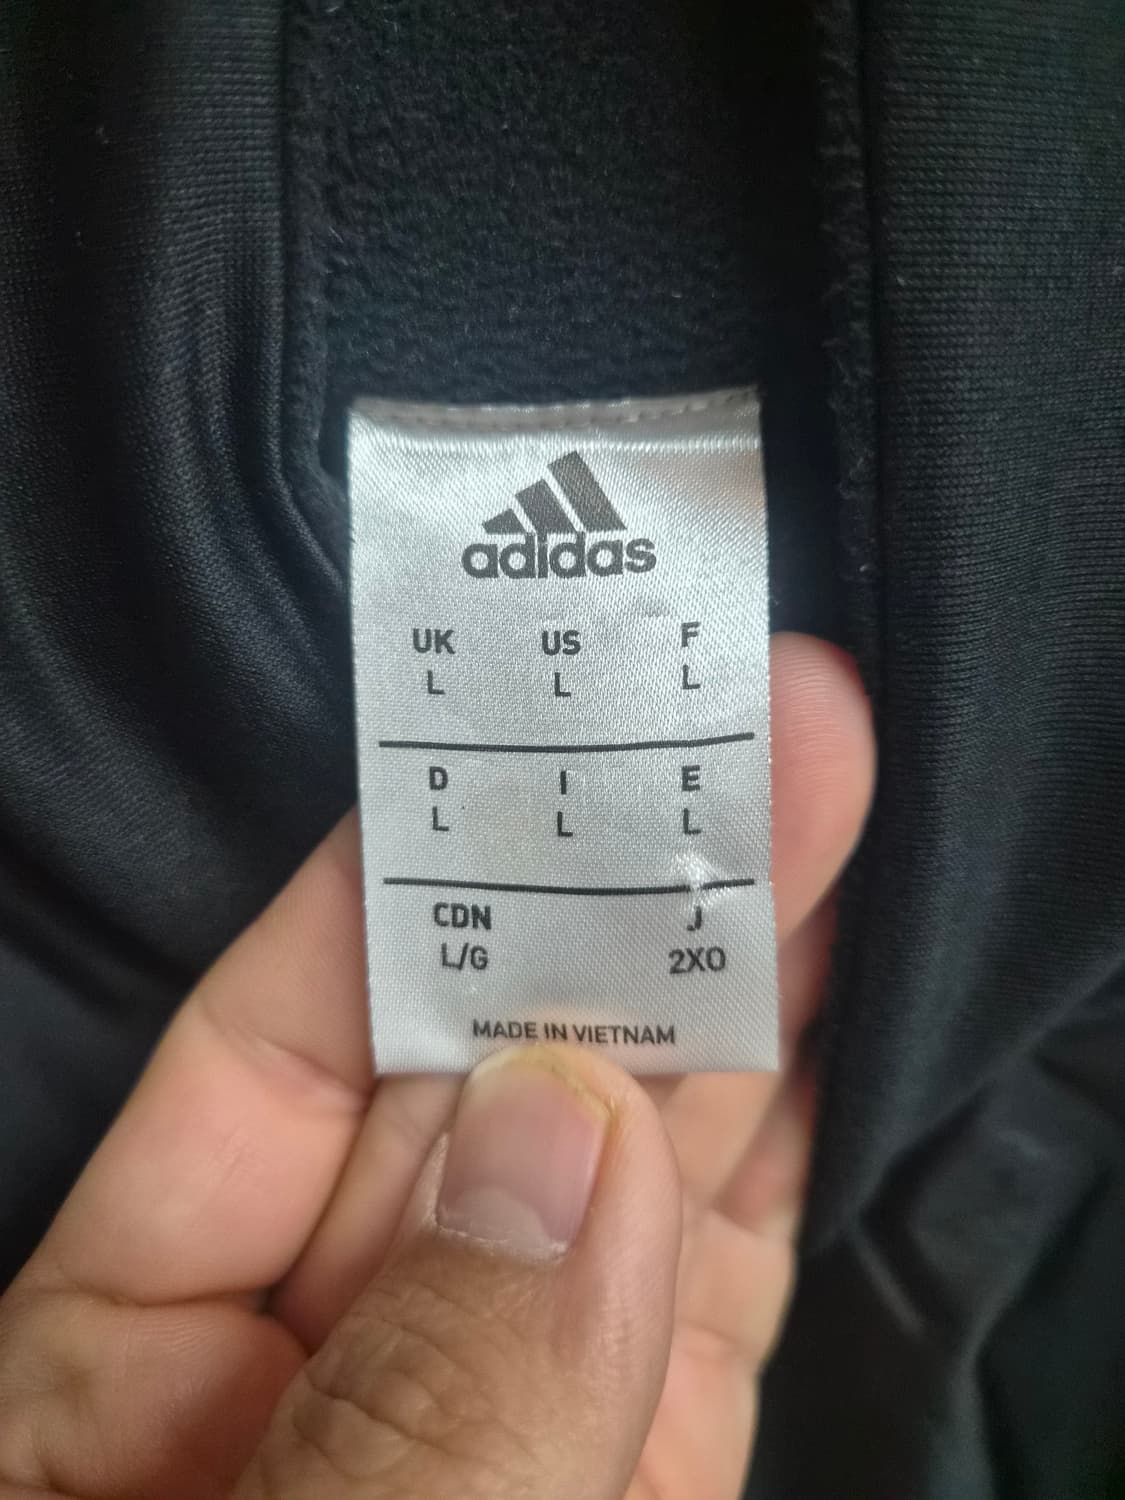 adidas
UK US F
L L L
D I E
L L L
CDN J
L/G 2XO
MADE IN VIETNAM